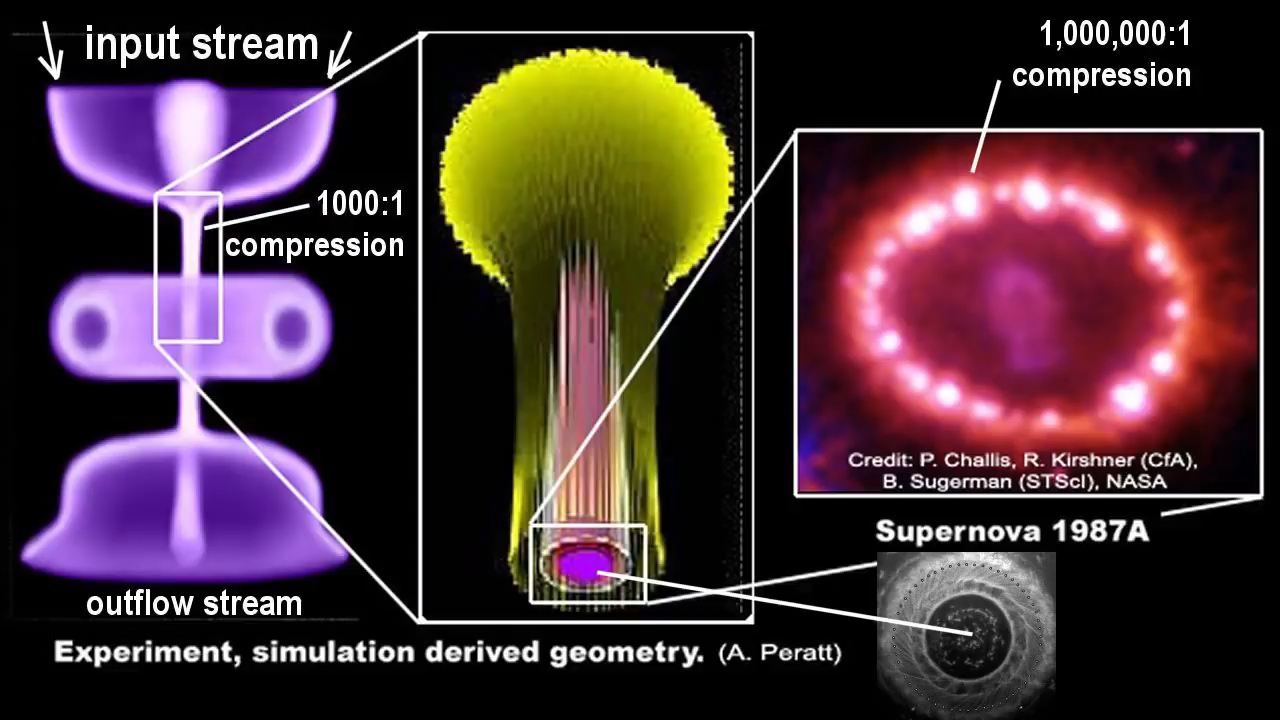 input stream
1000:1
compression
outflow stream
Experiment, simulation derived geometry. (A. Peratt)
1,000,000:1
compression
Credit: P. Challis, R. Kirshner (CfA),
B. Sugerman (STScI), NASA
Supernova 1987A